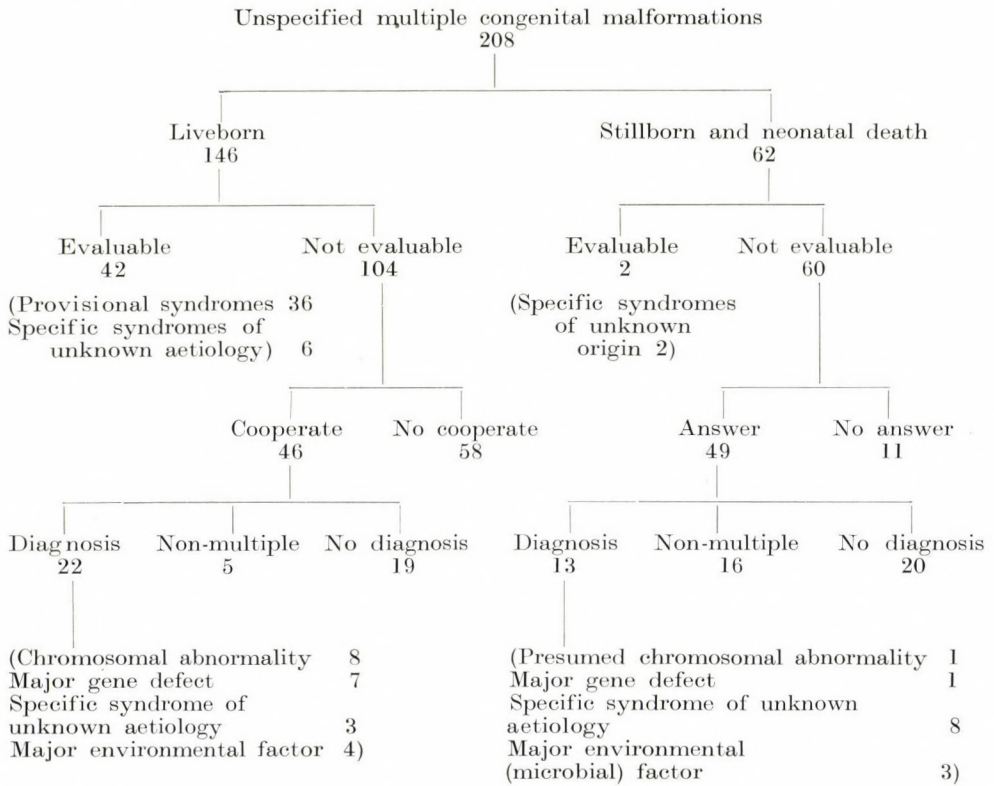 Unspecified multiple congenital malformations
208
Liveborn
146
Stillborn and neonatal death
62
Evaluable
42
Not evaluable
104
Evaluable
2
Not evaluable
60
(Provisional syndromes 36
Specific syndromes of
unknown aetiology) 6
(Specific syndromes
of unknown
origin 2)
Cooperate
46
No cooperate
58
Answer
49
No answer
11
Diagnosis
22
Non-multiple
5
No diagnosis
19
Diagnosis
13
Non-multiple
16
No diagnosis
20
(Chromosomal abnormality 8
Major gene defect 7
Specific syndrome of
unknown aetiology 3
Major environmental factor 4)
(Presumed chromosomal abnormality 1
Major gene defect 1
Specific syndrome of unknown
aetiology 8
Major environmental
(microbial) factor 3)